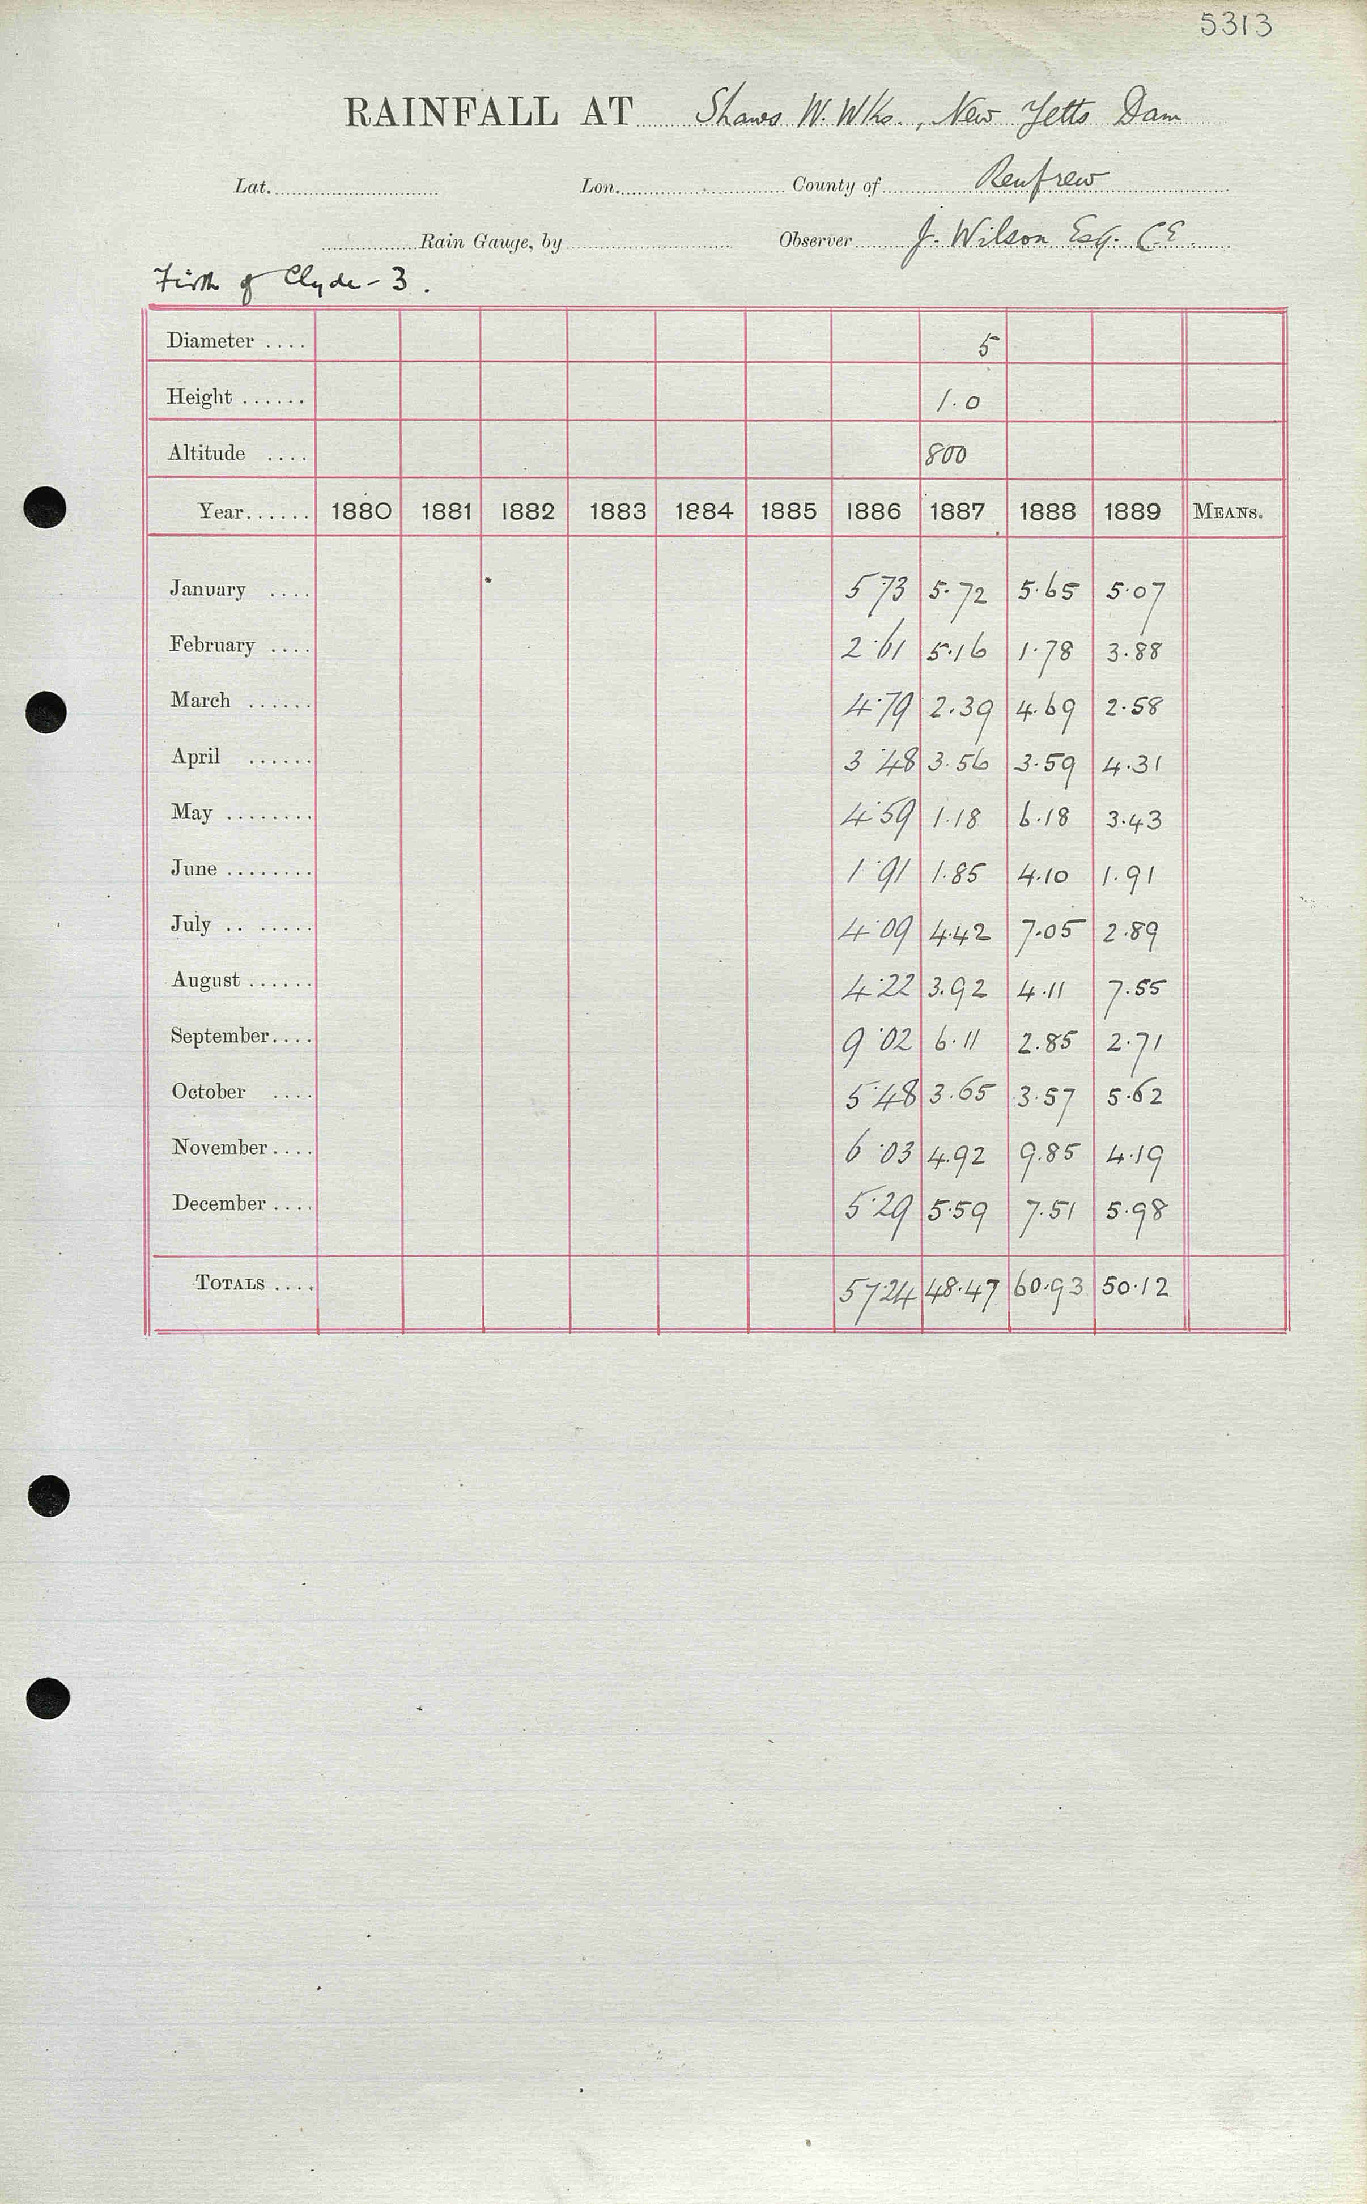 5313
RAINFALL AT Shaws W. Wks., New Yetts Dam
Lat. Lon. County of Renfrew
Rain Gauge, by Observer J. Wilson Esq. C.E.
Firth of Clyde - 3.
Diameter .... 5
Height ...... 1.0
Altitude .... 800
Year...... 1880 1881 1882 1883 1884 1885 1886 1887 1888 1889 MEANS.
January .... 5.73 5.72 5.65 5.07
February .... 2.61 5.16 1.78 3.88
March ...... 4.79 2.39 4.69 2.58
April ...... 3.48 3.56 3.59 4.31
May ........ 4.59 1.18 6.18 3.43
June ........ 1.91 1.85 4.10 1.91
July .. ..... 4.09 4.42 7.05 2.89
August ...... 4.22 3.92 4.11 7.55
September.... 9.02 6.11 2.85 2.71
October .... 5.48 3.65 3.57 5.62
November.... 6.03 4.92 9.85 4.19
December .... 5.29 5.59 7.51 5.98
TOTALS .... 57.24 48.47 60.93 50.12